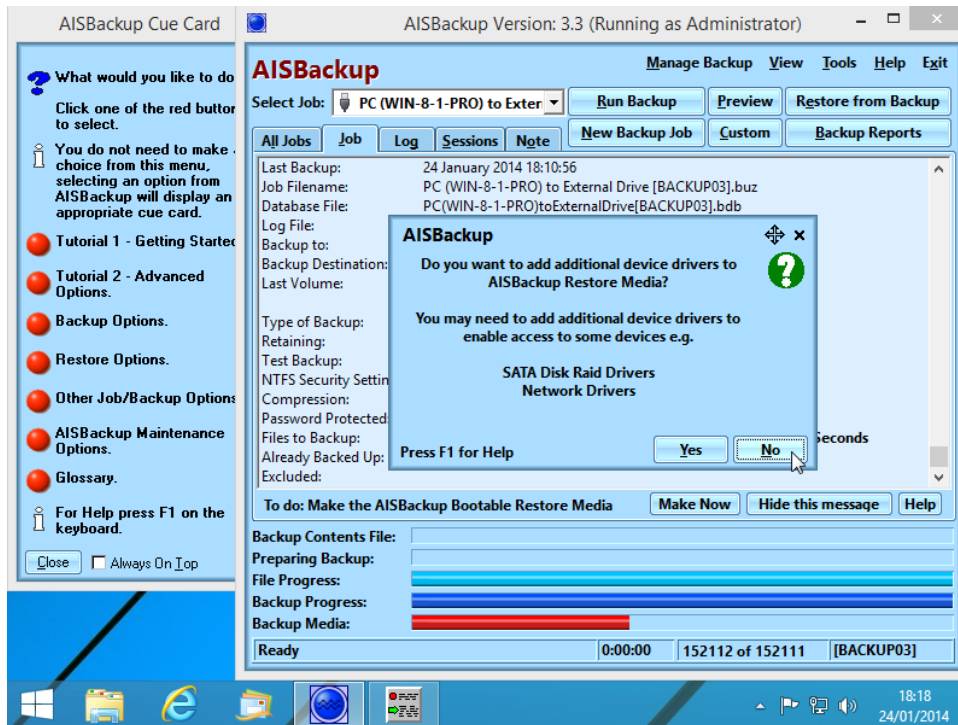 AISBackup Cue Card
What would you like to do
Click one of the red button
to select.
You do not need to make
choice from this menu,
selecting an option from
AISBackup will display an
appropriate cue card.
Tutorial 1 - Getting Started
Tutorial 2 - Advanced
Options.
Backup Options.
Restore Options.
Other Job/Backup Options
AISBackup Maintenance
Options.
Glossary.
For Help press F1 on the
keyboard.
Close
Always On Top
AISBackup Version: 3.3 (Running as Administrator)
AISBackup
Manage Backup View Tools Help Exit
Select Job: PC (WIN-8-1-PRO) to Exter
Run Backup Preview Restore from Backup
New Backup Job Custom Backup Reports
All Jobs Job Log Sessions Note
Last Backup: 24 January 2014 18:10:56
Job Filename: PC (WIN-8-1-PRO) to External Drive [BACKUP03].buz
Database File: PC(WIN-8-1-PRO)toExternalDrive[BACKUP03].bdb
Log File:
Backup to:
Backup Destination:
Last Volume:
Type of Backup:
Retaining:
Test Backup:
NTFS Security Settin
Compression:
Password Protected:
Files to Backup: Seconds
Already Backed Up:
Excluded:
AISBackup
Do you want to add additional device drivers to
AISBackup Restore Media?
You may need to add additional device drivers to
enable access to some devices e.g.
SATA Disk Raid Drivers
Network Drivers
Press F1 for Help
Yes No
To do: Make the AISBackup Bootable Restore Media
Make Now Hide this message Help
Backup Contents File:
Preparing Backup:
File Progress:
Backup Progress:
Backup Media:
Ready 0:00:00 152112 of 152111 [BACKUP03]
18:18
24/01/2014